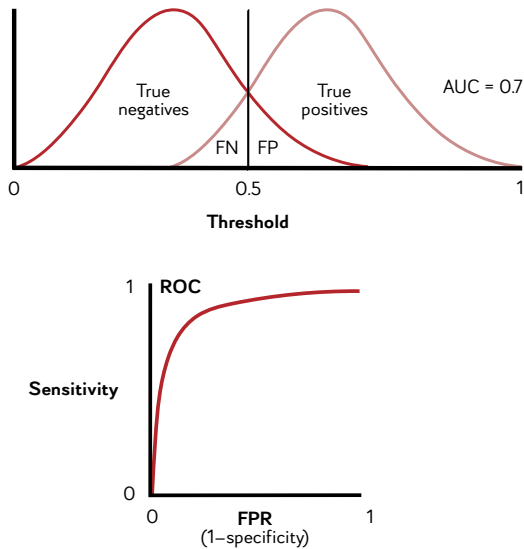 True
negatives
True
positives
AUC = 0.7
FN
FP
0
0.5
1
Threshold
1
ROC
Sensitivity
0
0
FPR
1
(1–specificity)